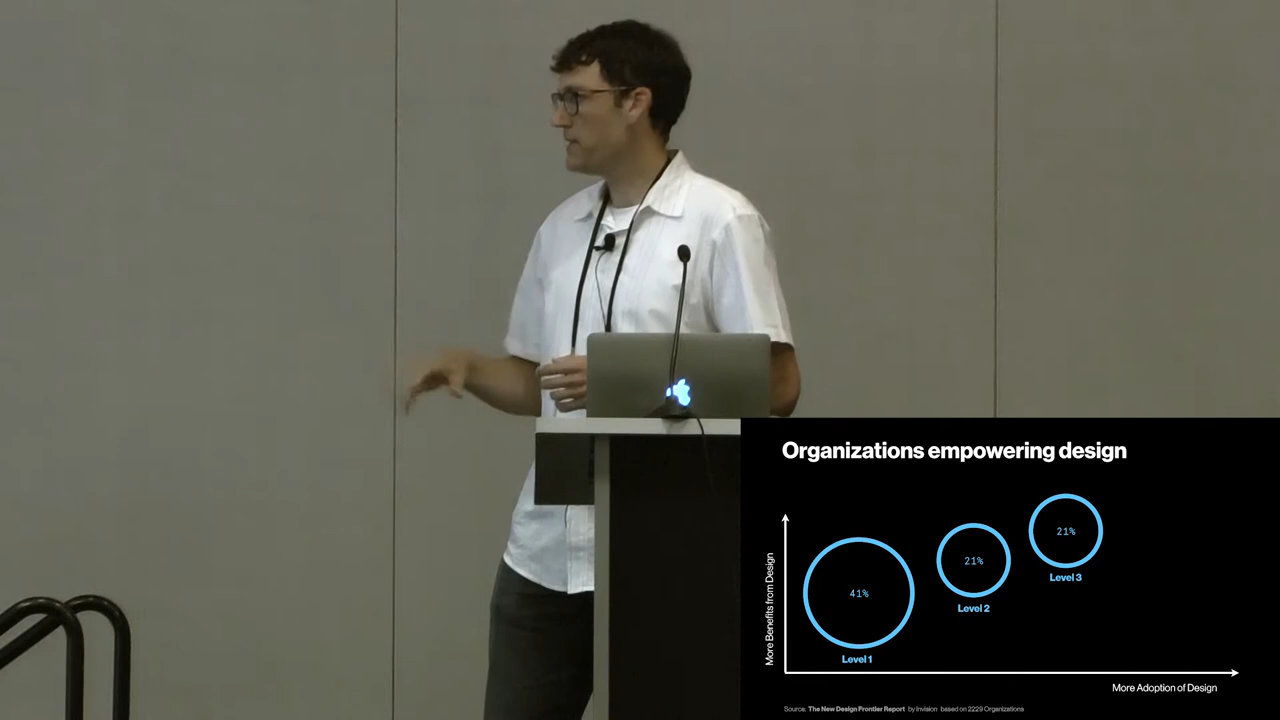 Organizations empowering design
21%
Level 3
21%
Level 2
41%
Level 1
More Benefits from Design
More Adoption of Design
Source: The New Design Frontier Report by Invision based on 2229 Organizations